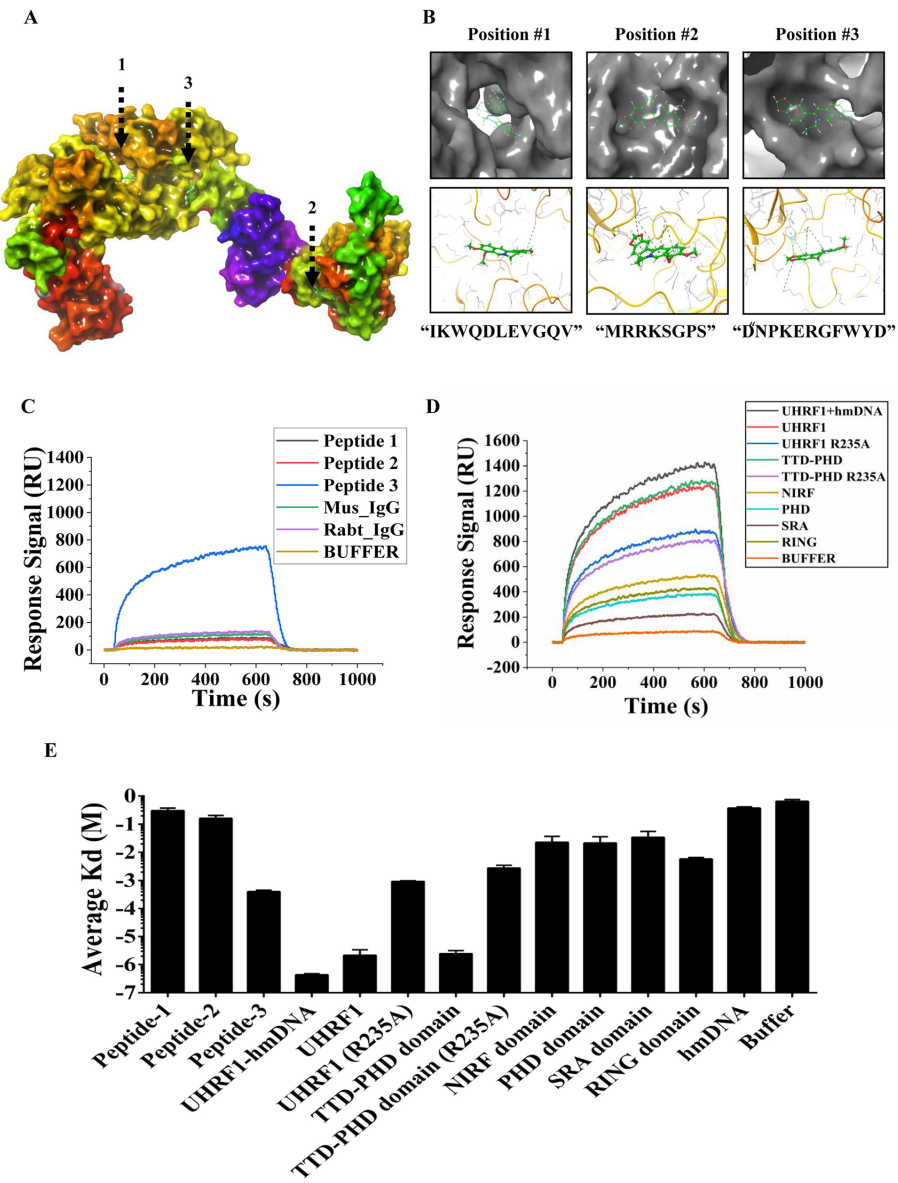 A
1
3
2
B
Position #1
Position #2
Position #3
“IKWQDLEVGQV”
“MRRKSGPS”
“DNPKERGFWYD”
C
Peptide 1
Peptide 2
Peptide 3
Mus_IgG
Rabt_IgG
BUFFER
Response Signal (RU)
1400
1200
1000
800
600
400
200
0
0 200 400 600 800 1000
Time (s)
D
UHRF1+hmDNA
UHRF1
UHRF1 R235A
TTD-PHD
TTD-PHD R235A
NIRF
PHD
SRA
RING
BUFFER
Response Signal (RU)
1600
1400
1200
1000
800
600
400
200
0
-200
0 200 400 600 800 1000
Time (s)
E
Average Kd (M)
0
-1
-2
-3
-4
-5
-6
-7
Peptide-1
Peptide-2
Peptide-3
UHRF1-hmDNA
UHRF1
UHRF1 (R235A)
TTD-PHD domain
TTD-PHD domain (R235A)
NIRF domain
PHD domain
SRA domain
RING domain
hmDNA
Buffer